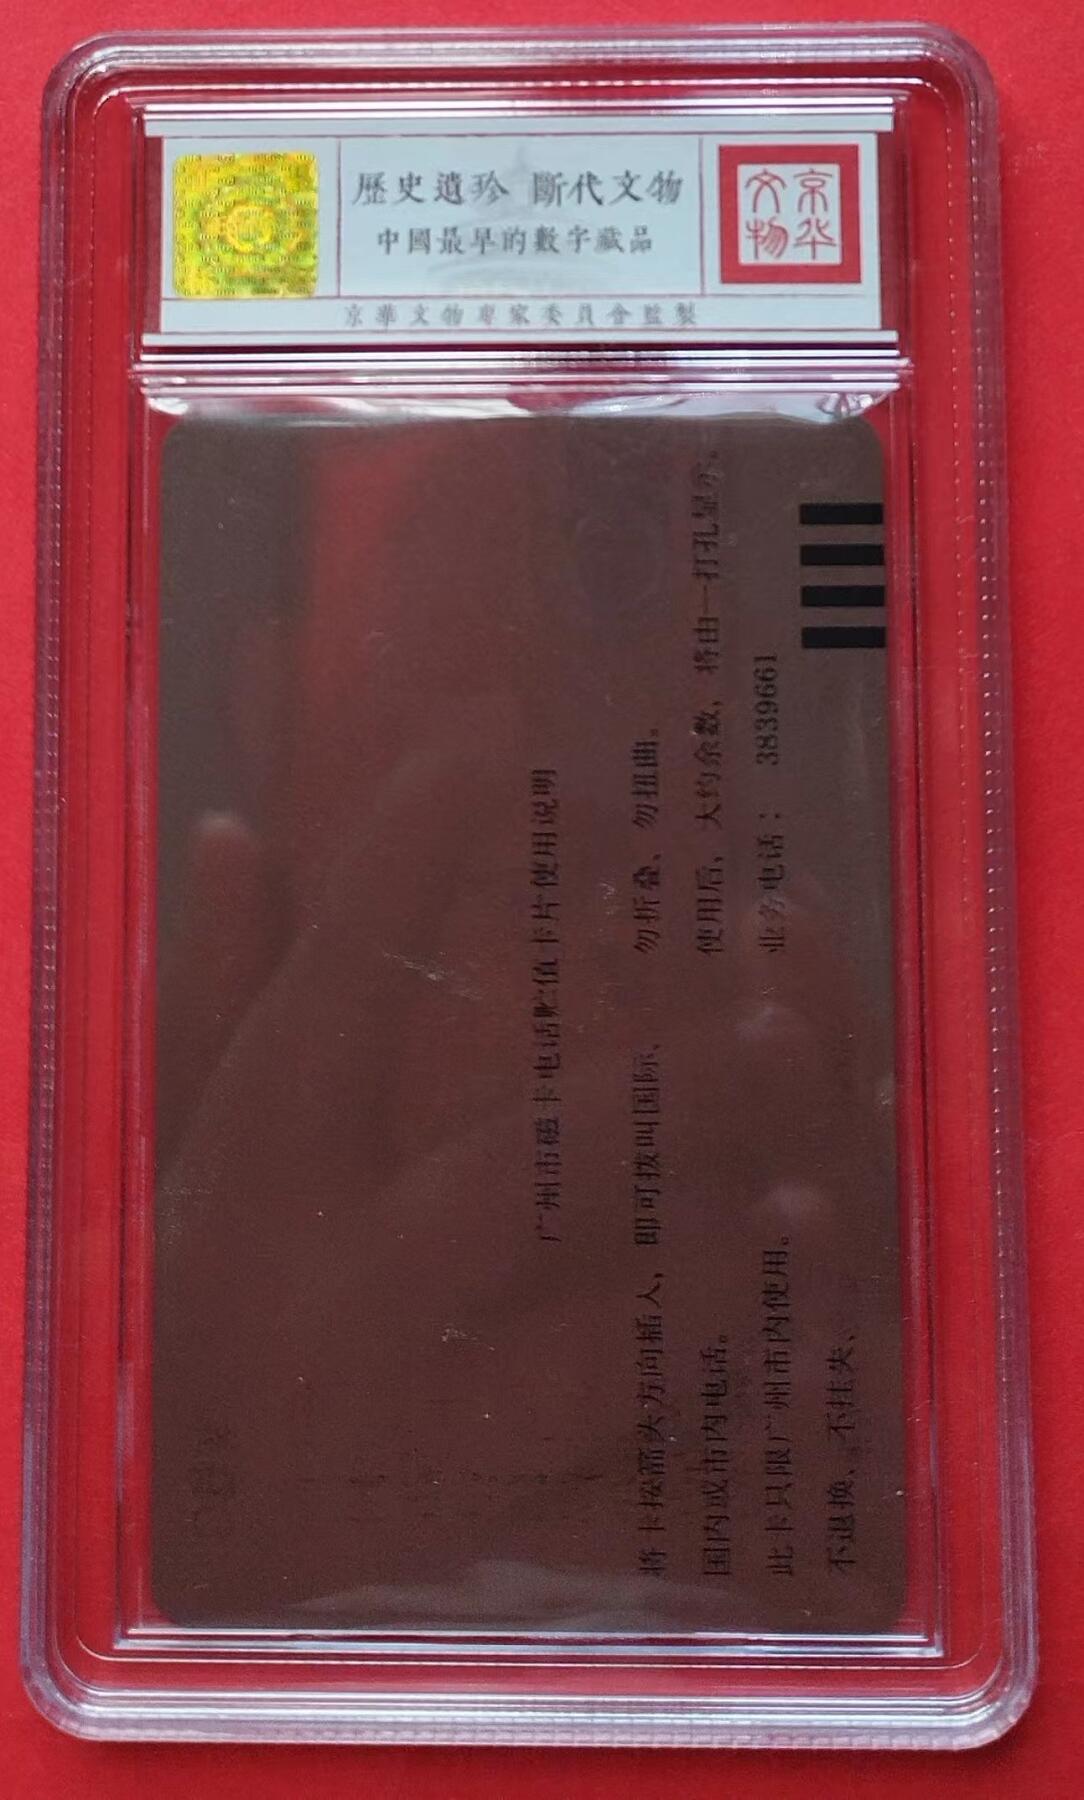 歷史遺珍 斷代文物
中國最早的數字藏品
京华文物
京華文物專家委員會監製
广州市磁卡电话贮值卡片使用说明
将卡按箭头方向插入，即可拨叫国际、
国内或市内电话。
此卡只限广州市内使用。
不退换、不挂失、
勿折叠、勿扭曲。
使用后，大约余数，将由一打孔显示。
业务电话：3839661